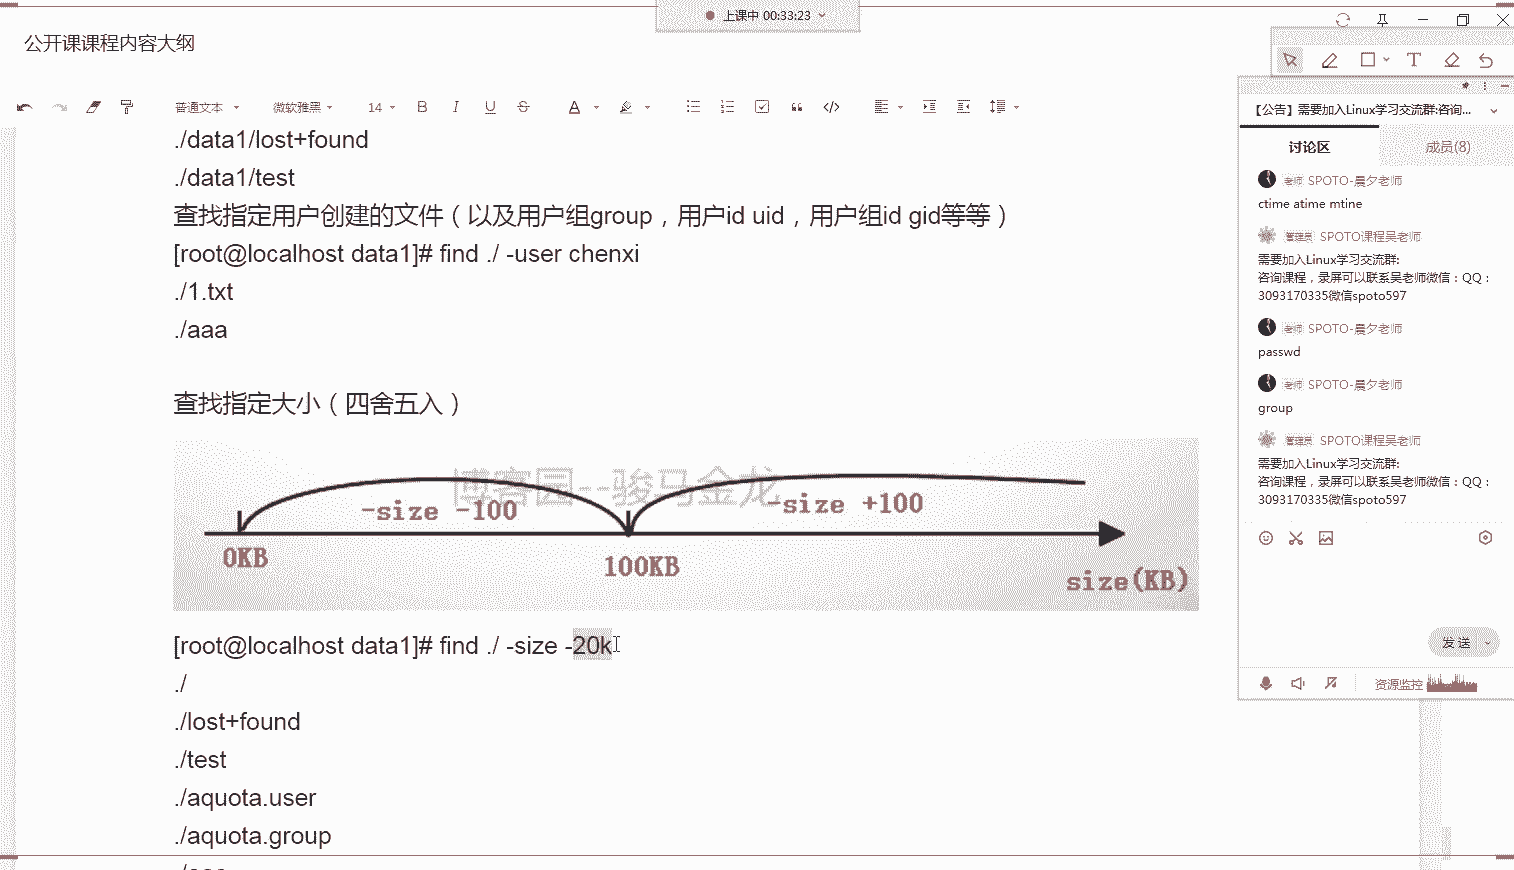 上课中 00:33:23
公开课课程内容大纲
普通文本 微软雅黑 14 B I U S A T
./data1/lost+found
./data1/test
查找指定用户创建的文件（以及用户组group，用户id uid，用户组id gid等等）
[root@localhost data1]# find ./ -user chenxi
./1.txt
./aaa
查找指定大小（四舍五入）
博客园--骏马金龙
-size -100
-size +100
0KB
100KB
size(KB)
[root@localhost data1]# find ./ -size -20k
./
./lost+found
./test
./aquota.user
./aquota.group
【公告】需要加入Linux学习交流群:咨询...
讨论区
成员(8)
老师 SPOTO-晨夕老师
ctime atime mtine
管理员 SPOTO课程吴老师
需要加入Linux学习交流群:
咨询课程，录屏可以联系吴老师微信：QQ：
3093170335微信spoto597
老师 SPOTO-晨夕老师
passwd
老师 SPOTO-晨夕老师
group
管理员 SPOTO课程吴老师
需要加入Linux学习交流群:
咨询课程，录屏可以联系吴老师微信：QQ：
3093170335微信spoto597
发送
资源监控